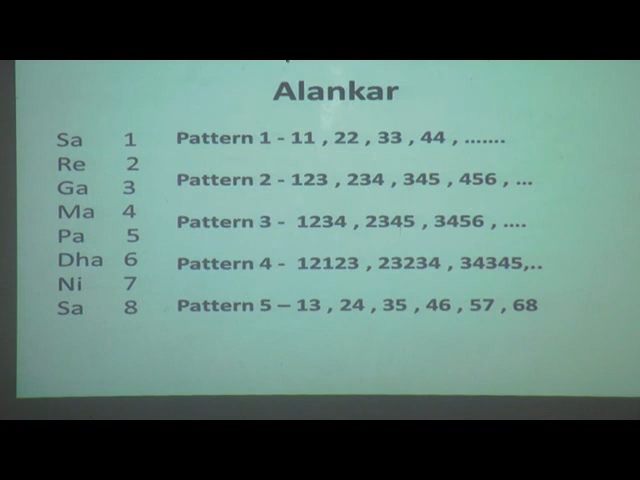 Alankar
Sa 1 Pattern 1 - 11 , 22 , 33 , 44 , .......
Re 2
Pattern 2 - 123 , 234 , 345 , 456 , ...
Ga 3
Ma 4 Pattern 3 - 1234 , 2345 , 3456 , ....
Pa 5
Dha 6 Pattern 4 - 12123 , 23234 , 34345,..
Ni 7
Sa 8 Pattern 5 – 13 , 24 , 35 , 46 , 57 , 68